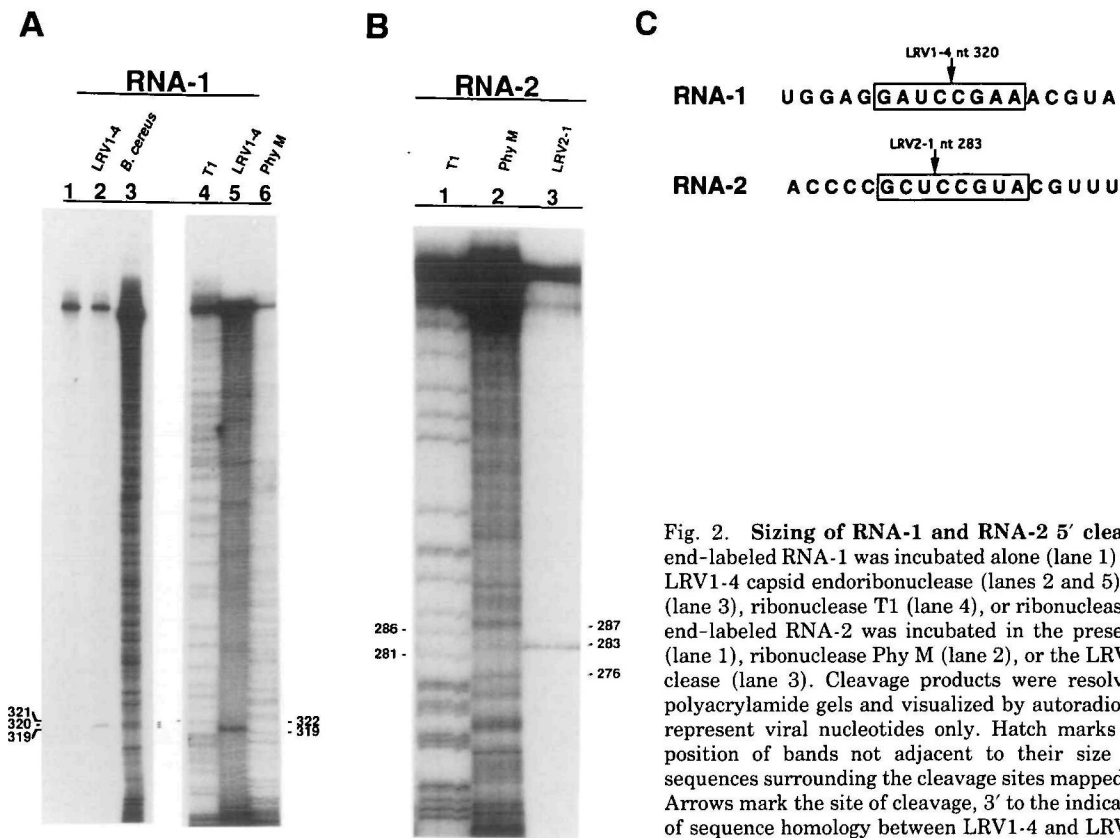 A
RNA-1
LRV1-4
B. cereus
T1
LRV1-4
Phy M
1 2 3 4 5 6
321
320
319
322
319
B
RNA-2
T1
Phy M
LRV2-1
1 2 3
286
281
287
283
276
C
LRV1-4 nt 320
RNA-1 U G G A G G A U C C G A A A C G U A
LRV2-1 nt 283
RNA-2 A C C C C G C U C C G U A C G U U U
Fig. 2. Sizing of RNA-1 and RNA-2 5′ clea
end-labeled RNA-1 was incubated alone (lane 1)
LRV1-4 capsid endoribonuclease (lanes 2 and 5)
(lane 3), ribonuclease T1 (lane 4), or ribonucleas
end-labeled RNA-2 was incubated in the prese
(lane 1), ribonuclease Phy M (lane 2), or the LRV
clease (lane 3). Cleavage products were resolv
polyacrylamide gels and visualized by autoradio
represent viral nucleotides only. Hatch marks
position of bands not adjacent to their size
sequences surrounding the cleavage sites mapped
Arrows mark the site of cleavage, 3′ to the indica
of sequence homology between LRV1-4 and LRV